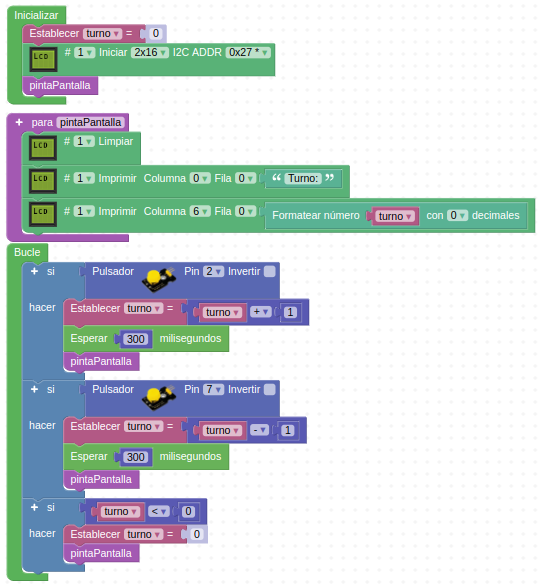 Inicializar
Establecer turno = 0
LCD # 1 Iniciar 2x16 I2C ADDR 0x27 *
pintaPantalla
+ para pintaPantalla
LCD # 1 Limpiar
LCD # 1 Imprimir Columna 0 Fila 0 “ Turno: ”
LCD # 1 Imprimir Columna 6 Fila 0 Formatear número turno con 0 decimales
Bucle
+ si Pulsador Pin 2 Invertir
hacer Establecer turno = turno + 1
Esperar 300 milisegundos
pintaPantalla
+ si Pulsador Pin 7 Invertir
hacer Establecer turno = turno - 1
Esperar 300 milisegundos
pintaPantalla
+ si turno < 0
hacer Establecer turno = 0
pintaPantalla